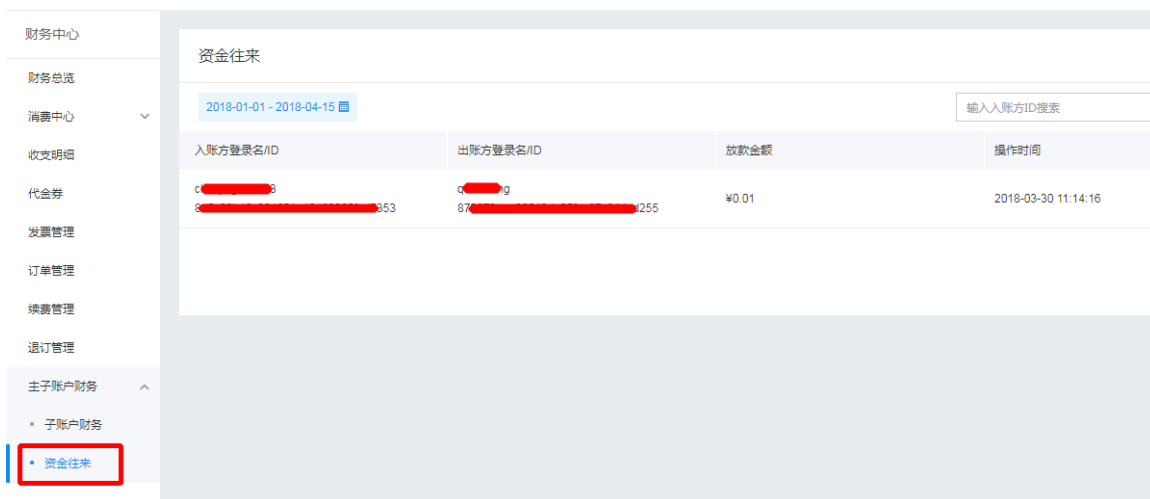 财务中心
财务总览
消费中心
收支明细
代金券
发票管理
订单管理
续费管理
退订管理
主子账户财务
• 子账户财务
• 资金往来
资金往来
2018-01-01 - 2018-04-15
输入入账方ID搜索
入账方登录名/ID
出账方登录名/ID
放款金额
操作时间
¥0.01
2018-03-30 11:14:16